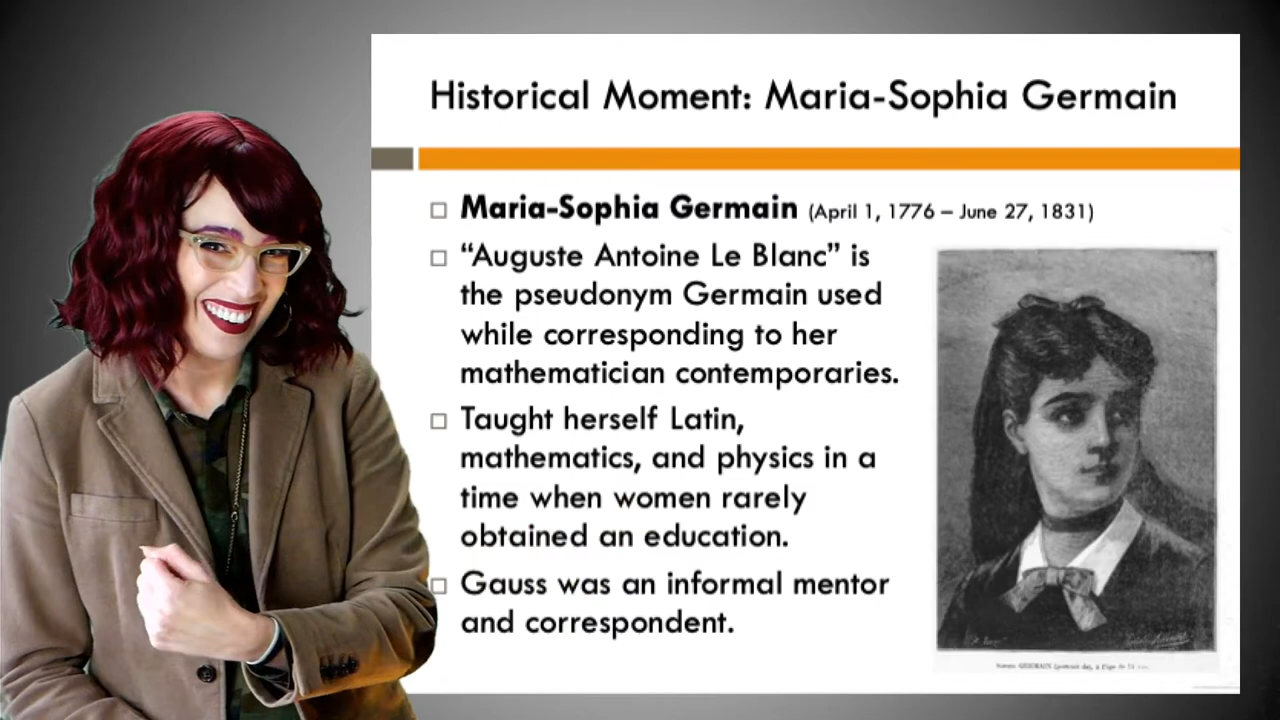 Historical Moment: Maria-Sophia Germain
Maria-Sophia Germain (April 1, 1776 – June 27, 1831)
“Auguste Antoine Le Blanc” is
the pseudonym Germain used
while corresponding to her
mathematician contemporaries.
Taught herself Latin,
mathematics, and physics in a
time when women rarely
obtained an education.
Gauss was an informal mentor
and correspondent.
GERMAIN